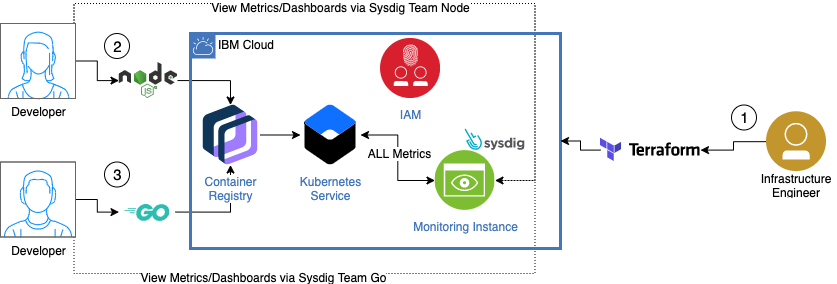 View Metrics/Dashboards via Sysdig Team Node
2
IBM Cloud
node
JS
Developer
IAM
1
sysdig
Terraform
ALL Metrics
3
Container
Registry
Kubernetes
Service
Infrastructure
Engineer
GO
Monitoring Instance
Developer
View Metrics/Dashboards via Sysdig Team Go